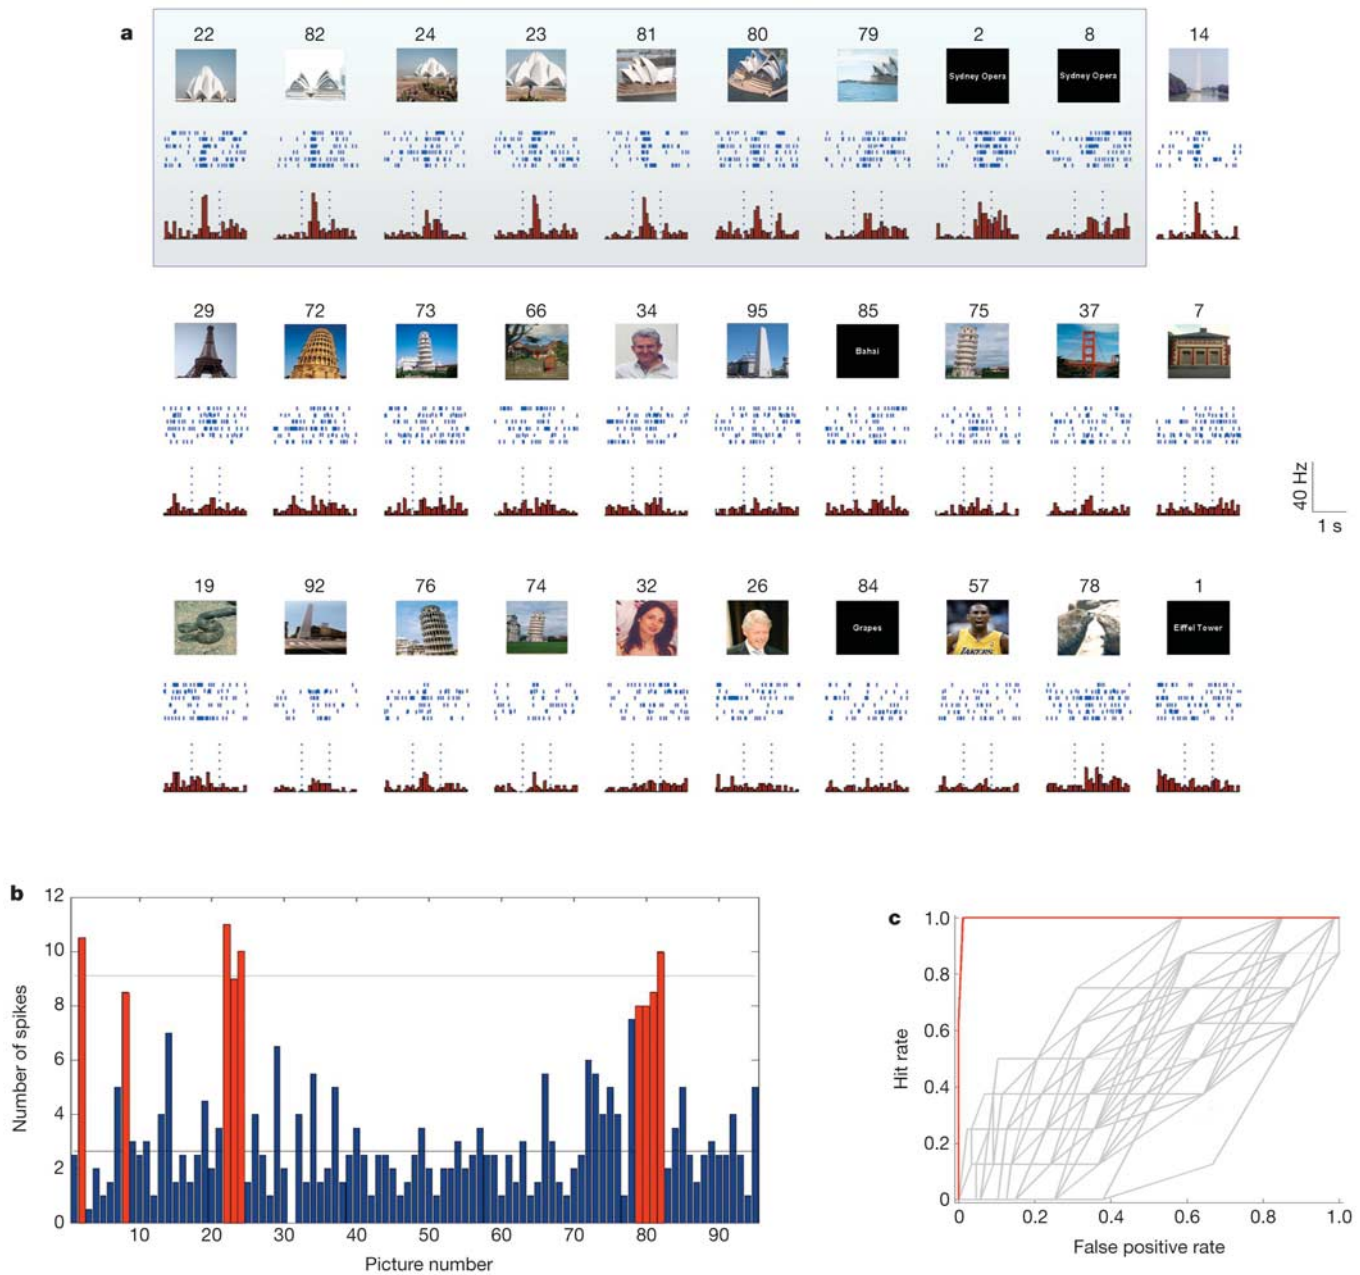 a
22 82 24 23 81 80 79 2 8 14
Sydney Opera Sydney Opera
29 72 73 66 34 95 85 75 37 7
Bahai
40 Hz
1 s
19 92 76 74 32 26 84 57 78 1
Grapes Eiffel Tower
LAKERS
b
12
10
8
6
4
2
0
Number of spikes
10 20 30 40 50 60 70 80 90
Picture number
c
1.0
0.8
0.6
0.4
0.2
0
Hit rate
0 0.2 0.4 0.6 0.8 1.0
False positive rate